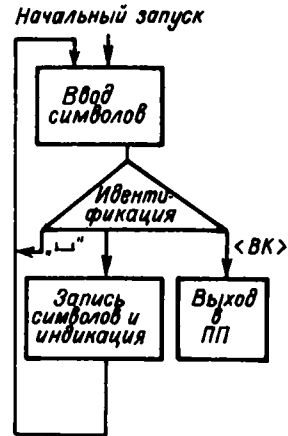 Начальный запуск
Ввод
символов
Иденти-
фикация
„⎵"
<ВК>
Запись
символов и
индикация
Выход
в
ПП